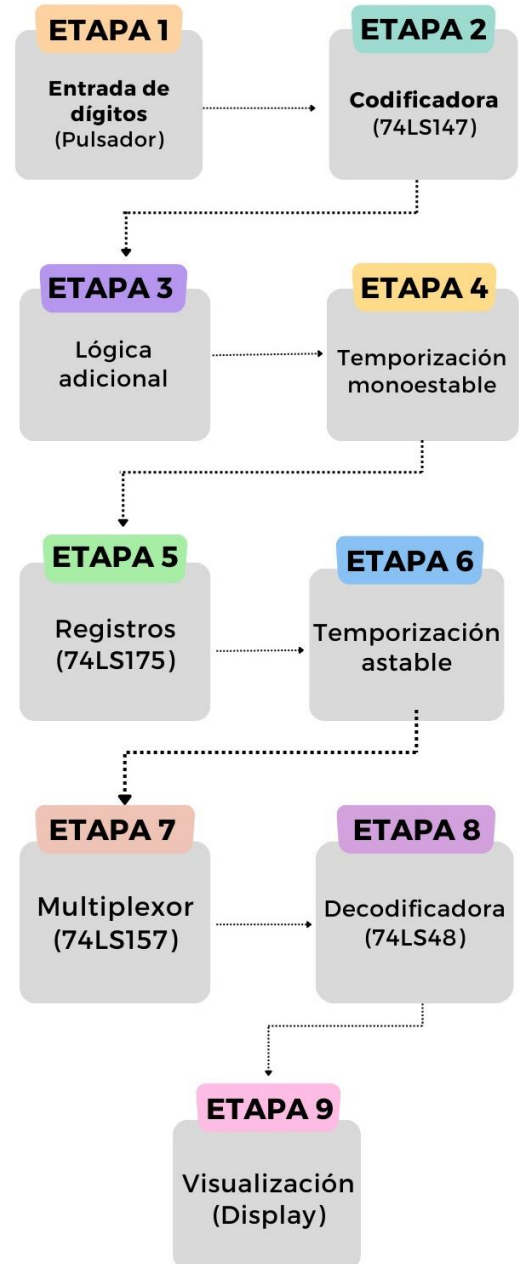 ETAPA 1
Entrada de
dígitos
(Pulsador)
ETAPA 2
Codificadora
(74LS147)
ETAPA 3
Lógica
adicional
ETAPA 4
Temporización
monoestable
ETAPA 5
Registros
(74LS175)
ETAPA 6
Temporización
astable
ETAPA 7
Multiplexor
(74LS157)
ETAPA 8
Decodificadora
(74LS48)
ETAPA 9
Visualización
(Display)